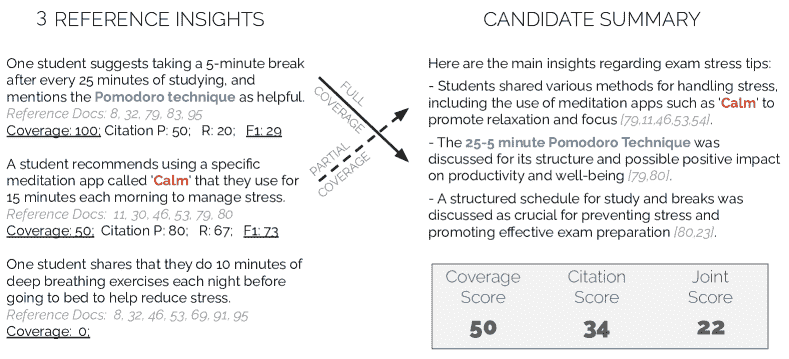 3 REFERENCE INSIGHTS
One student suggests taking a 5-minute break
after every 25 minutes of studying, and
mentions the Pomodoro technique as helpful.
Reference Docs: 8, 32, 79, 83, 95
Coverage: 100; Citation P: 50; R: 20; F1: 29
A student recommends using a specific
meditation app called 'Calm' that they use for
15 minutes each morning to manage stress.
Reference Docs: 11, 30, 46, 53, 79, 80
Coverage: 50; Citation P: 80; R: 67; F1: 73
One student shares that they do 10 minutes of
deep breathing exercises each night before
going to bed to help reduce stress.
Reference Docs: 8, 32, 46, 53, 69, 91, 95
Coverage: 0;
FULL
COVERAGE
PARTIAL
COVERAGE
CANDIDATE SUMMARY
Here are the main insights regarding exam stress tips:
- Students shared various methods for handling stress,
including the use of meditation apps such as 'Calm' to
promote relaxation and focus [79,11,46,53,54].
- The 25-5 minute Pomodoro Technique was
discussed for its structure and possible positive impact
on productivity and well-being [79,80].
- A structured schedule for study and breaks was
discussed as crucial for preventing stress and
promoting effective exam preparation [80,23].
Coverage
Score
50
Citation
Score
34
Joint
Score
22